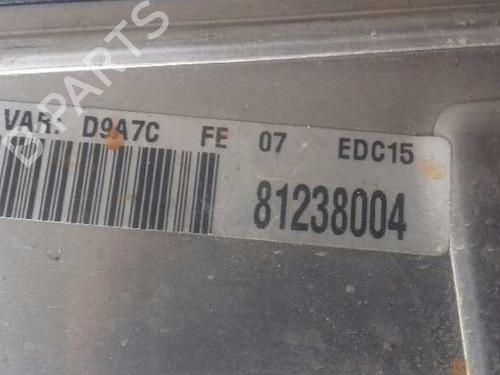 VAR: D9A7C FE 07 EDC15
81238004
B-PARTS